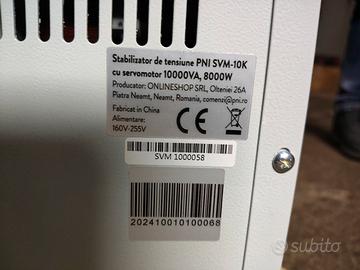 Stabilizator de tensiune PNI SVM-10K
cu servomotor 10000VA, 8000W
Producator: ONLINESHOP SRL, Olteniei 26A
Piatra Neamt, Neamt, Romania, comenzi@pni.ro
Fabricat in China
Alimentare:
160V-255V
CE
SVM 1000058
202410010100068
subito